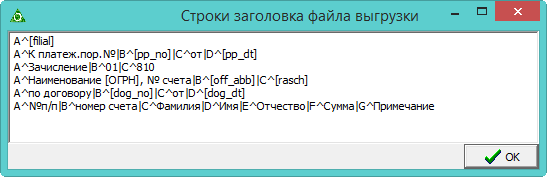 Строки заголовка файла выгрузки
A^[filial]
A^К платеж.пор.№|B^[pp_no]|C^от|D^[pp_dt]
A^Зачисление|B^01|C^810
A^Наименование [ОГРН], № счета|B^[off_abb]|C^[rasch]
A^по договору|B^[dog_no]|C^от|D^[dog_dt]
A^№п/п|B^номер счета|C^Фамилия|D^Имя|E^Отчество|F^Сумма|G^Примечание
OK